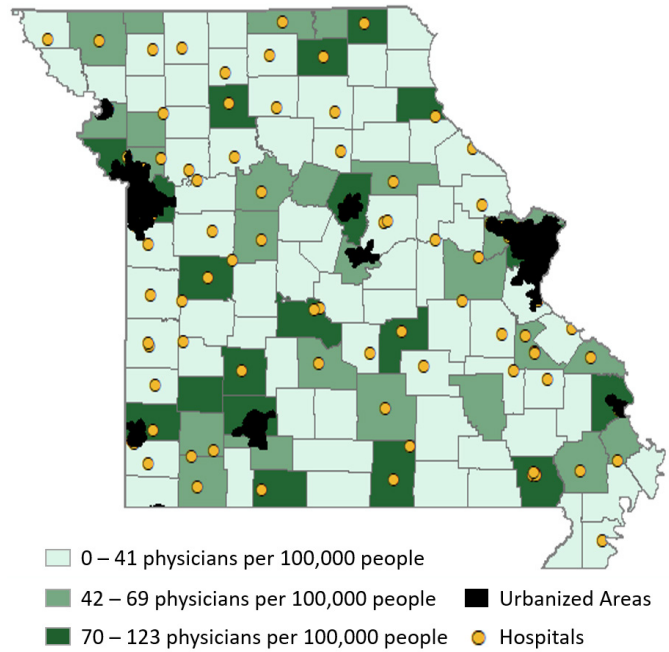 0 – 41 physicians per 100,000 people
42 – 69 physicians per 100,000 people
Urbanized Areas
70 – 123 physicians per 100,000 people
Hospitals